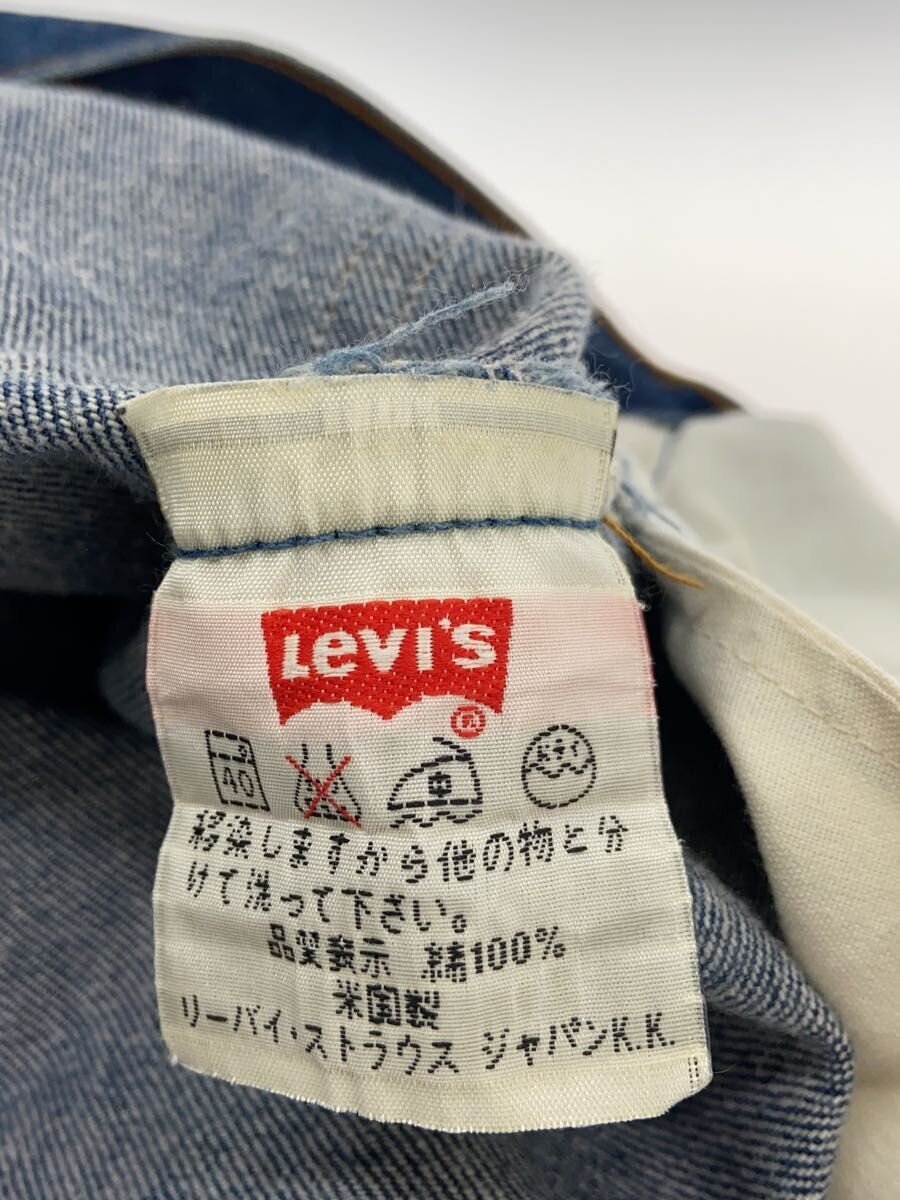 Levi's
®
40 中
移染しますから他の物と分
けて洗って下さい。
品質表示 綿100%
米国製
リーバイ・ストラウス ジャパンK.K.